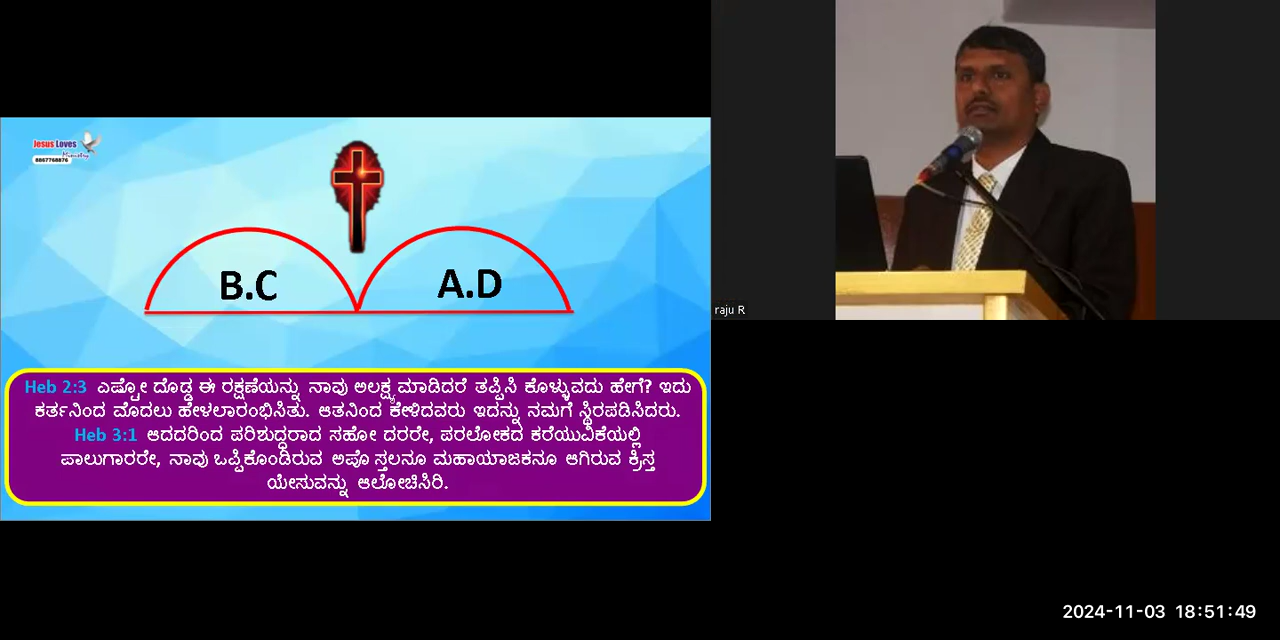 Jesus Loves
Ministry
8867768876
B.C
A.D
Heb 2:3 ಎಷ್ಟೋ ದೊಡ್ಡ ಈ ರಕ್ಷಣೆಯನ್ನು ನಾವು ಅಲಕ್ಷ್ಯಮಾಡಿದರೆ ತಪ್ಪಿಸಿ ಕೊಳ್ಳುವದು ಹೇಗೆ? ಇದು
ಕರ್ತನಿಂದ ಮೊದಲು ಹೇಳಲಾರಂಭಿಸಿತು. ಆತನಿಂದ ಕೇಳಿದವರು ಇದನ್ನು ನಮಗೆ ಸ್ಥಿರಪಡಿಸಿದರು.
Heb 3:1 ಆದದರಿಂದ ಪರಿಶುದ್ಧರಾದ ಸಹೋ ದರರೇ, ಪರಲೋಕದ ಕರೆಯುವಿಕೆಯಲ್ಲಿ
ಪಾಲುಗಾರರೇ, ನಾವು ಒಪ್ಪಿಕೊಂಡಿರುವ ಅಪೊ ಸ್ತಲನೂ ಮಹಾಯಾಜಕನೂ ಆಗಿರುವ ಕ್ರಿಸ್ತ
ಯೇಸುವನ್ನು ಆಲೋಚಿಸಿರಿ.
raju R
2024-11-03 18:51:49